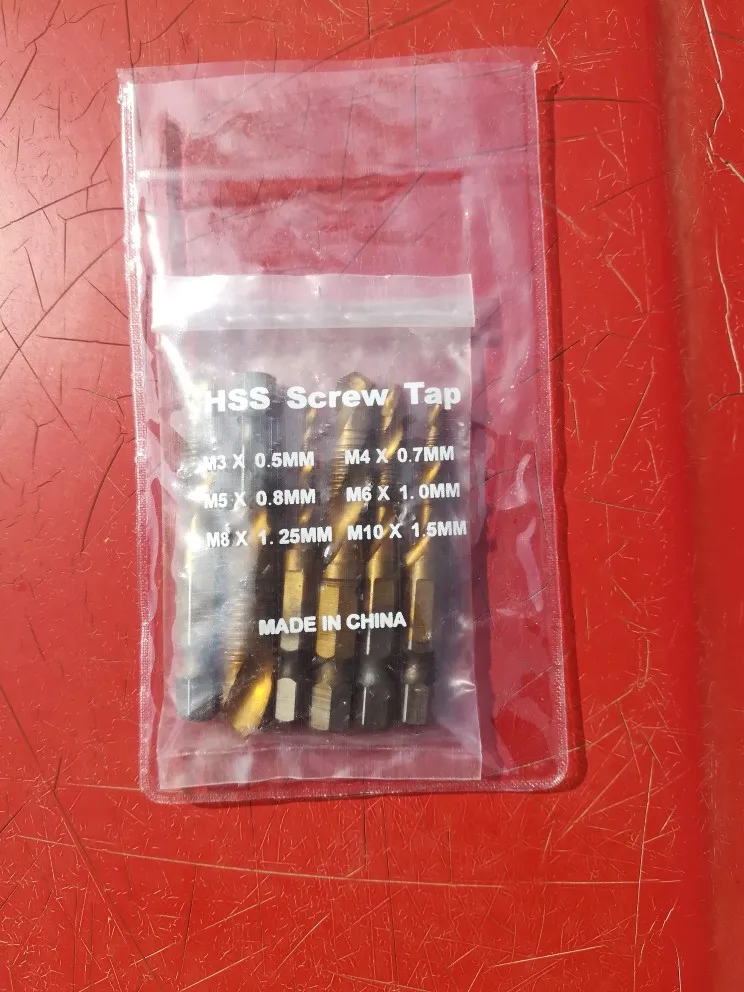 HSS Screw Tap
M3 X 0.5MM M4 X 0.7MM
M5 X 0.8MM M6 X 1.0MM
M8 X 1.25MM M10 X 1.5MM
MADE IN CHINA